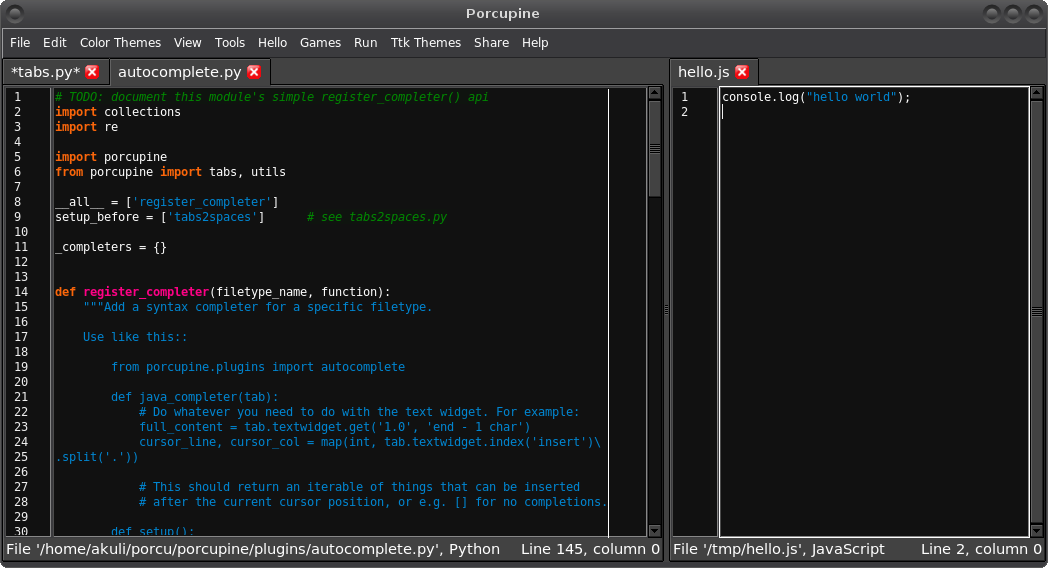 Porcupine
File Edit Color Themes View Tools Hello Games Run Ttk Themes Share Help
*tabs.py* autocomplete.py
1 # TODO: document this module's simple register_completer() api
2 import collections
3 import re
4
5 import porcupine
6 from porcupine import tabs, utils
7
8 __all__ = ['register_completer']
9 setup_before = ['tabs2spaces']      # see tabs2spaces.py
10
11 _completers = {}
12
13
14 def register_completer(filetype_name, function):
15     """Add a syntax completer for a specific filetype.
16
17     Use like this::
18
19         from porcupine.plugins import autocomplete
20
21         def java_completer(tab):
22             # Do whatever you need to do with the text widget. For example:
23             full_content = tab.textwidget.get('1.0', 'end - 1 char')
24             cursor_line, cursor_col = map(int, tab.textwidget.index('insert')\
25 .split('.'))
26
27             # This should return an iterable of things that can be inserted
28             # after the current cursor position, or e.g. [] for no completions.
29
30         def setup():
File '/home/akuli/porcu/porcupine/plugins/autocomplete.py', Python Line 145, column 0
hello.js
1 console.log("hello world");
2
File '/tmp/hello.js', JavaScript Line 2, column 0